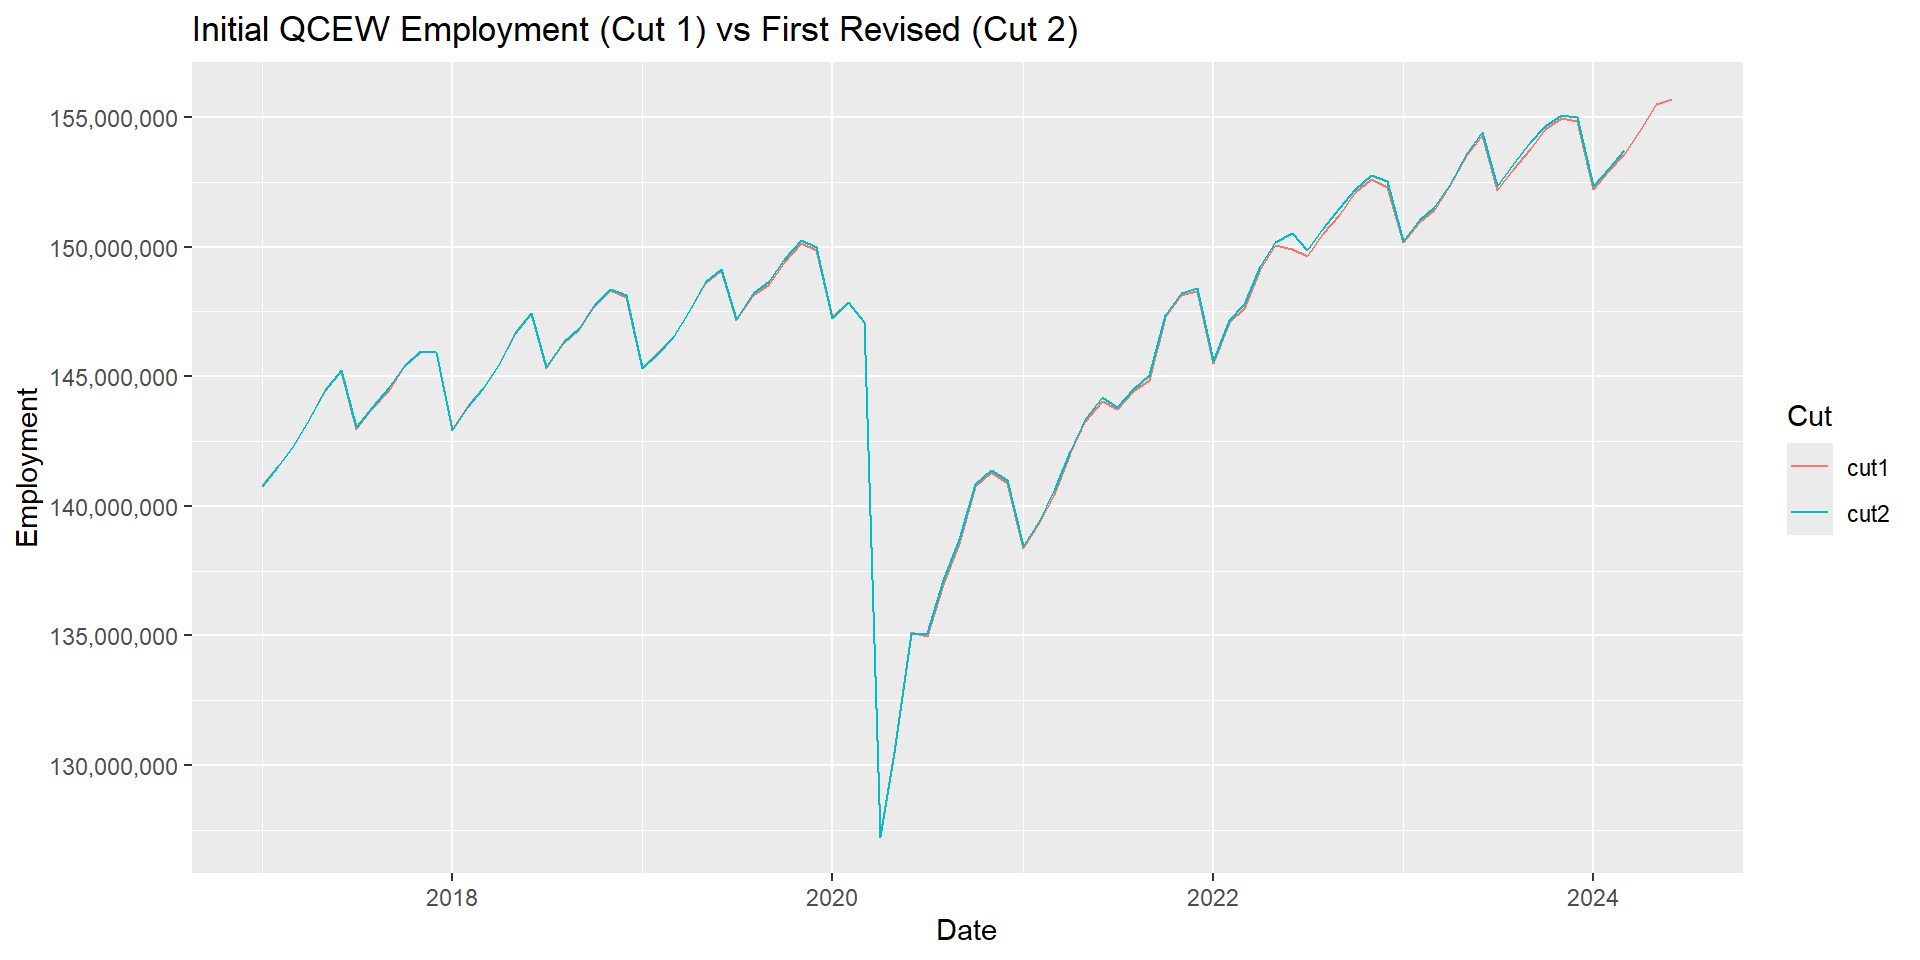 Initial QCEW Employment (Cut 1) vs First Revised (Cut 2)
155,000,000
150,000,000
145,000,000
140,000,000
135,000,000
130,000,000
Employment
2018
2020
2022
2024
Date
Cut
cut1
cut2